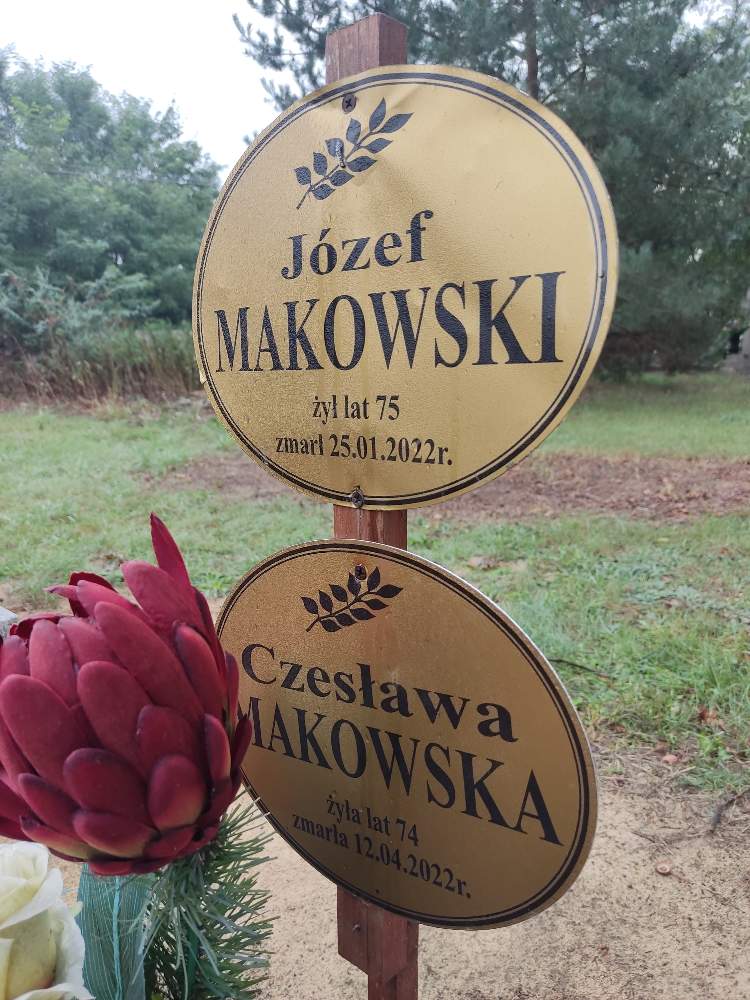 Józef
MAKOWSKI
żył lat 75
zmarł 25.01.2022r.
Czesława
MAKOWSKA
żyła lat 74
zmarła 12.04.2022r.